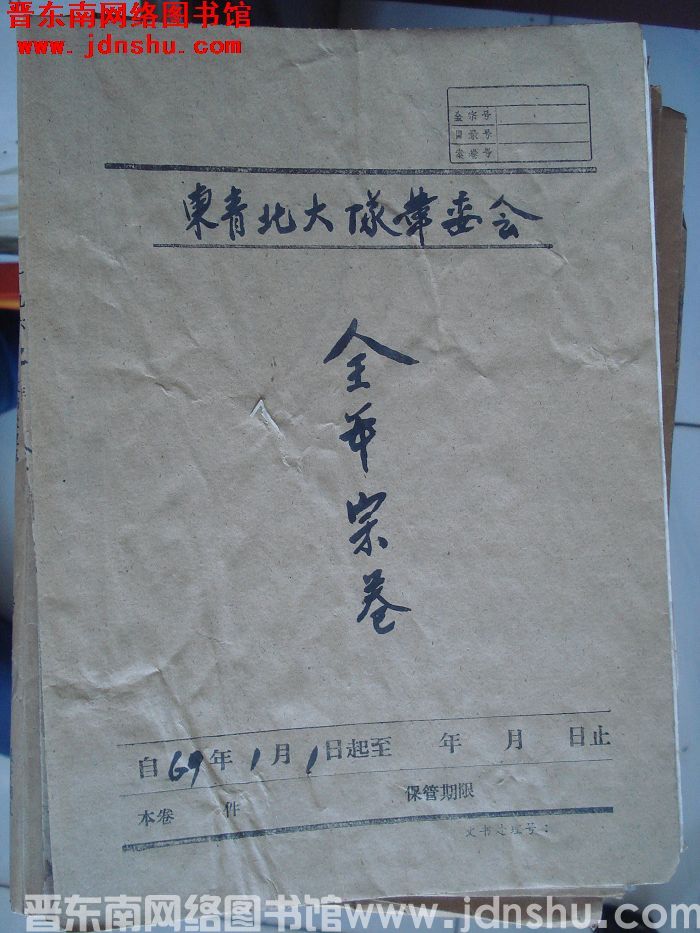 晋东南网络图书馆
www.jdnshu.com
全宗号
目录号
案卷号
東青北大队革委会
全年宗卷
自69年1月1日起至 年 月 日止
本卷 件 保管期限
文书处理号：
晋东南网络图书馆www.jdnshu.com